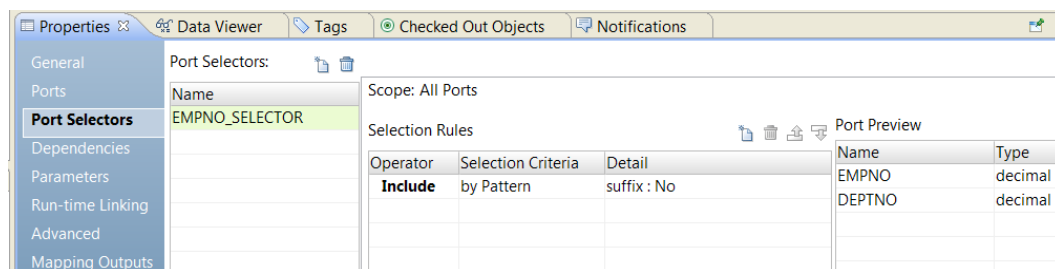 Properties Data Viewer Tags Checked Out Objects Notifications
General
Ports
Port Selectors
Dependencies
Parameters
Run-time Linking
Advanced
Mapping Outputs
Port Selectors:
Name
EMPNO_SELECTOR
Scope: All Ports
Selection Rules
Operator Selection Criteria Detail
Include by Pattern suffix : No
Port Preview
Name Type
EMPNO decimal
DEPTNO decimal